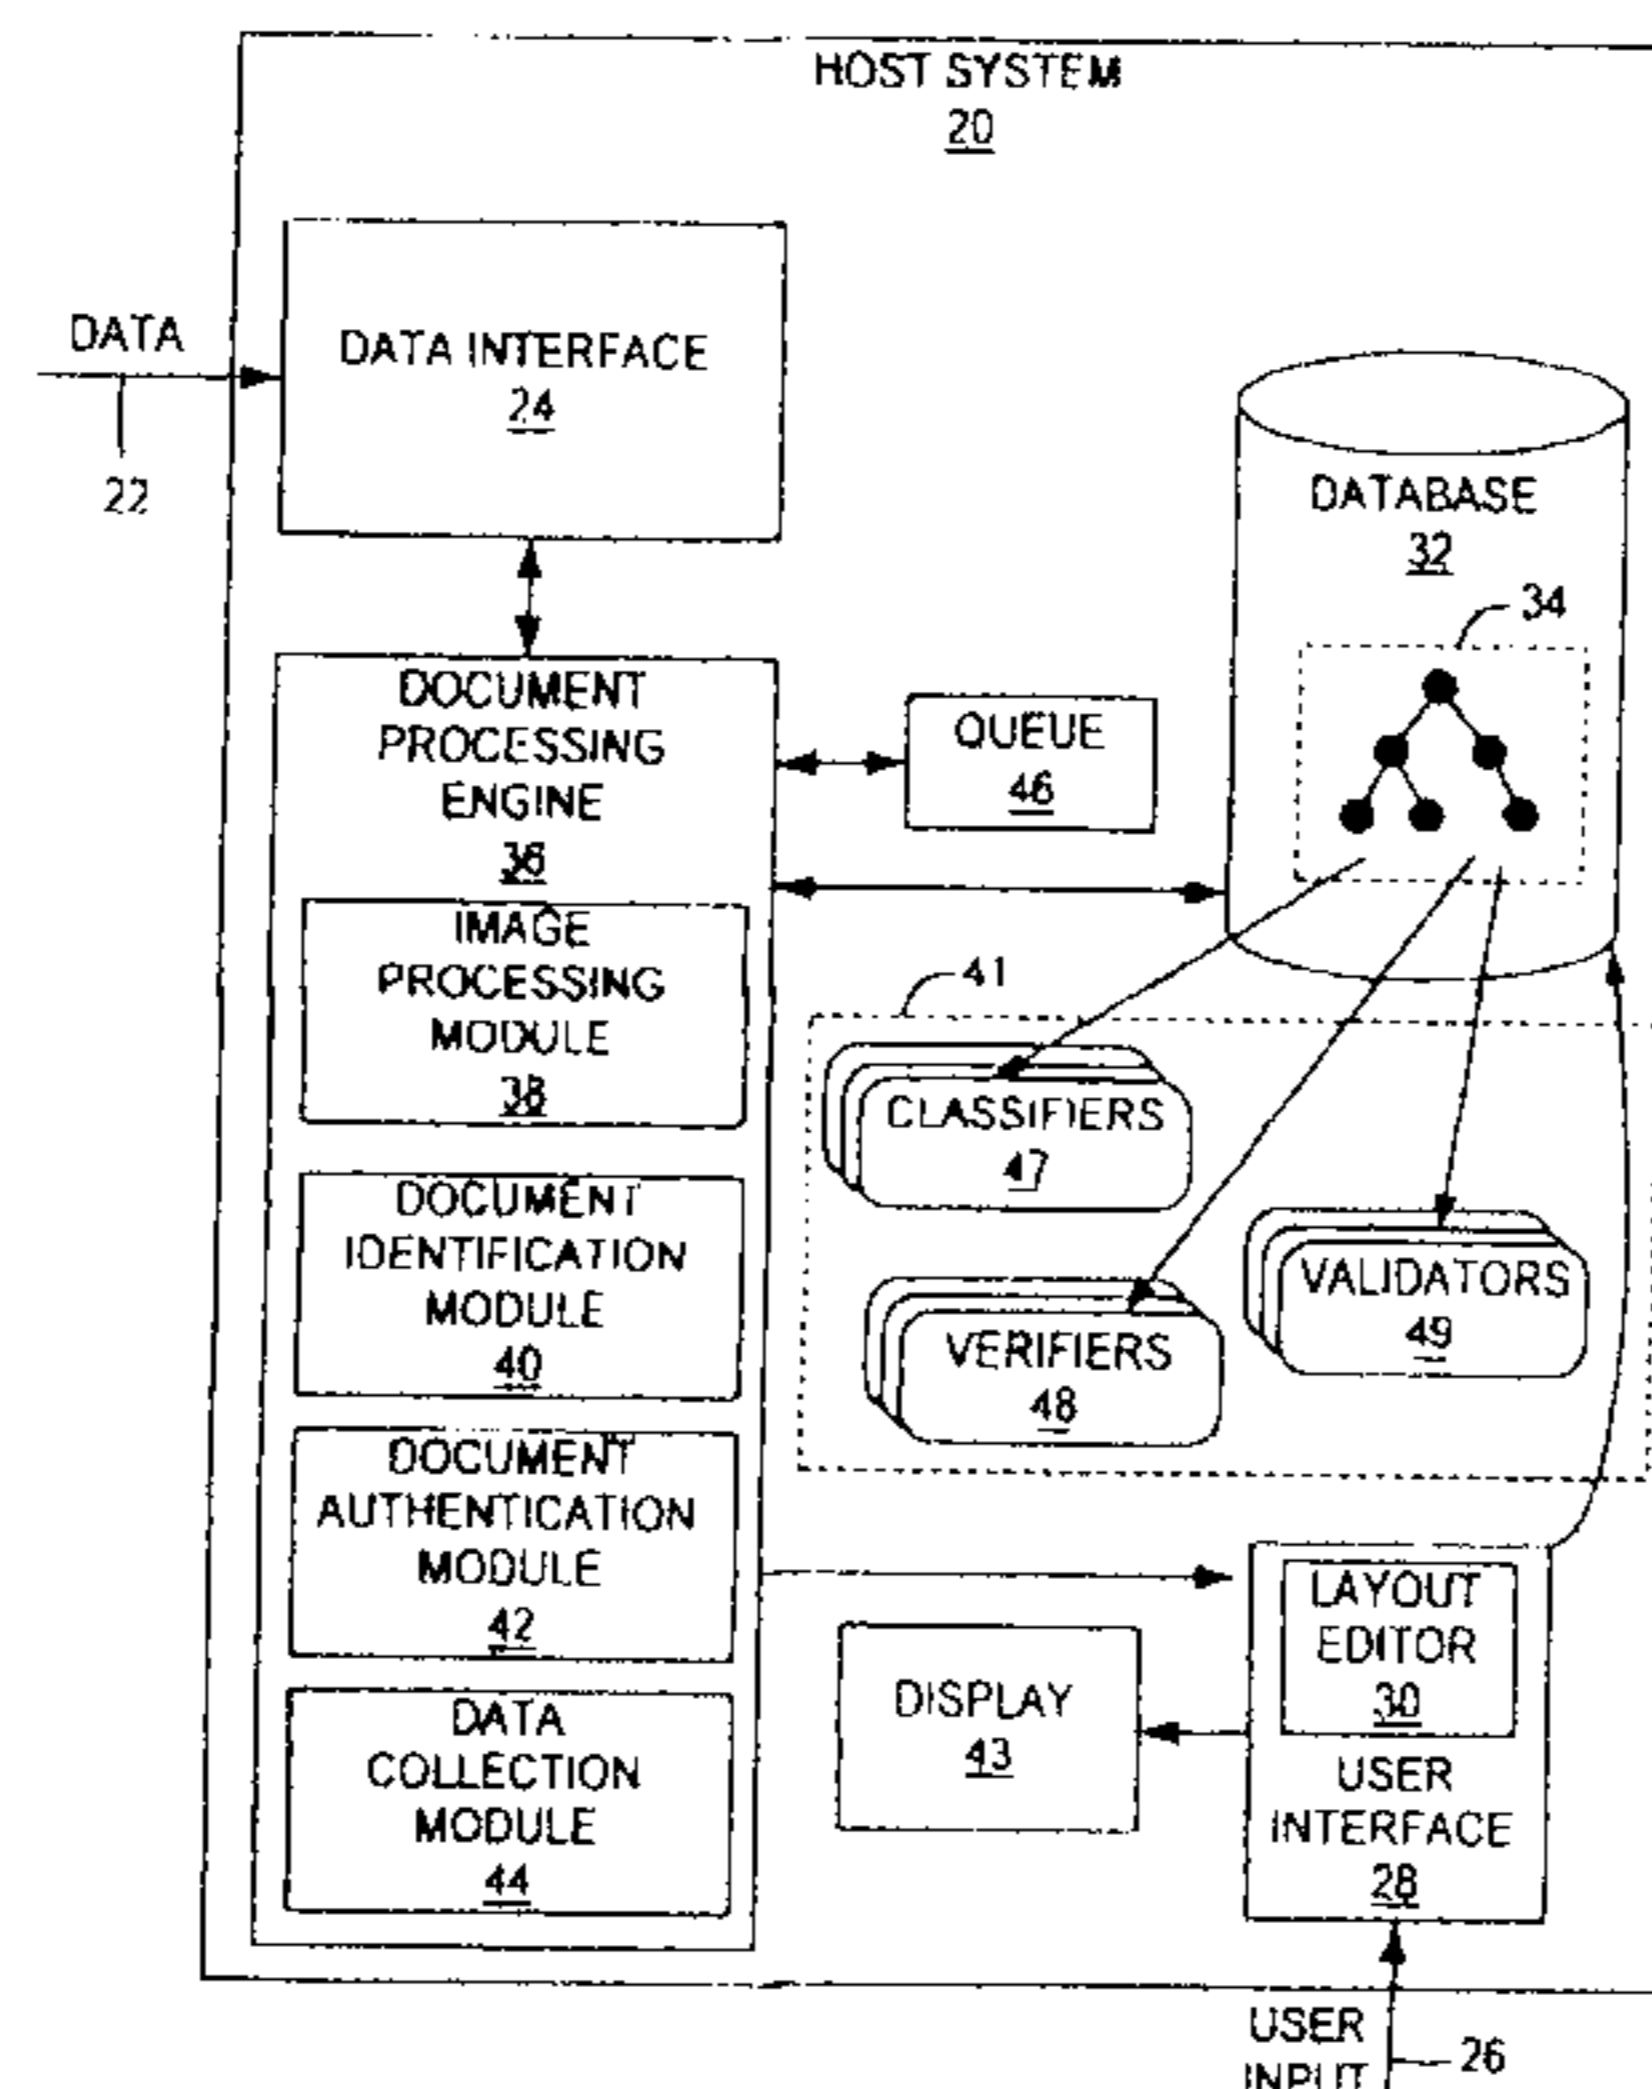 HOST SYSTEM
20
DATA
22
DATA INTERFACE
24
DATABASE
32
34
DOCUMENT
PROCESSING
ENGINE
36
QUEUE
46
IMAGE
PROCESSING
MODULE
38
41
CLASSIFIERS
47
DOCUMENT
IDENTIFICATION
MODULE
40
VERIFIERS
48
VALIDATORS
49
DOCUMENT
AUTHENTICATION
MODULE
42
DISPLAY
43
LAYOUT
EDITOR
30
USER
INTERFACE
28
DATA
COLLECTION
MODULE
44
USER
INPUT
26